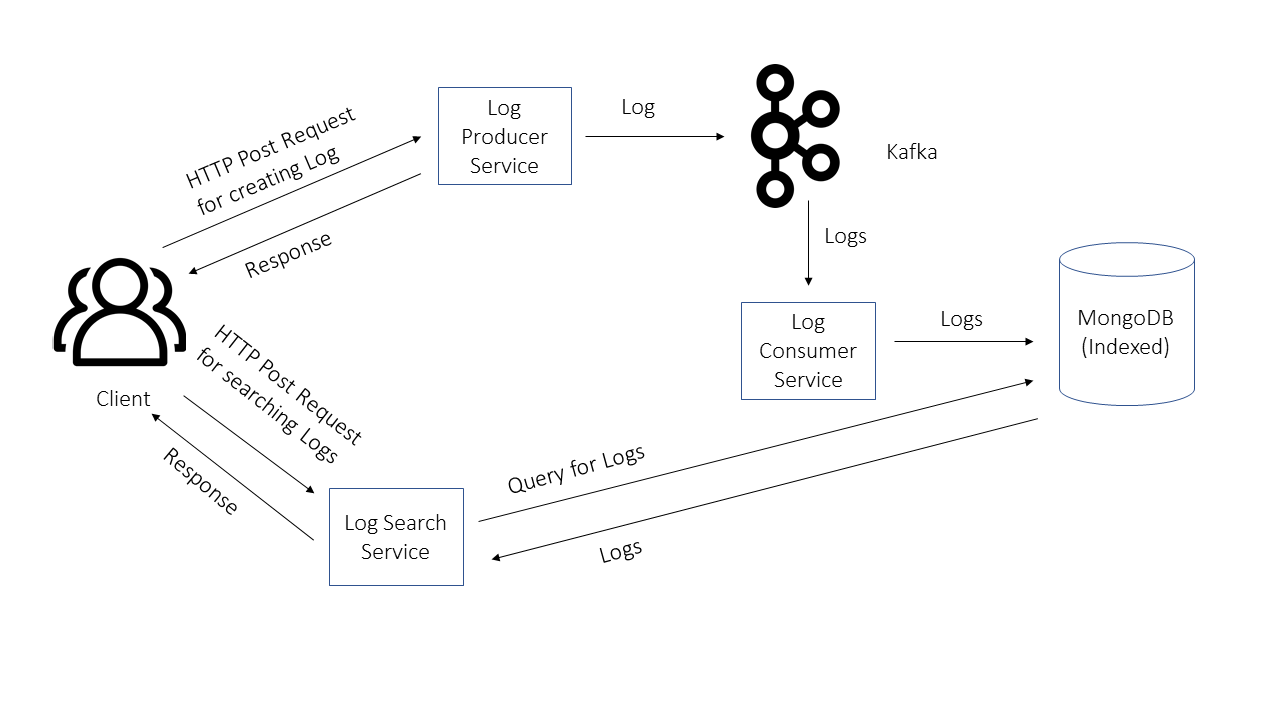 HTTP Post Request
for creating Log
Response
Log
Producer
Service
Log
Kafka
Logs
Log
Consumer
Service
Logs
MongoDB
(Indexed)
Client
HTTP Post Request
for searching Logs
Response
Log Search
Service
Query for Logs
Logs